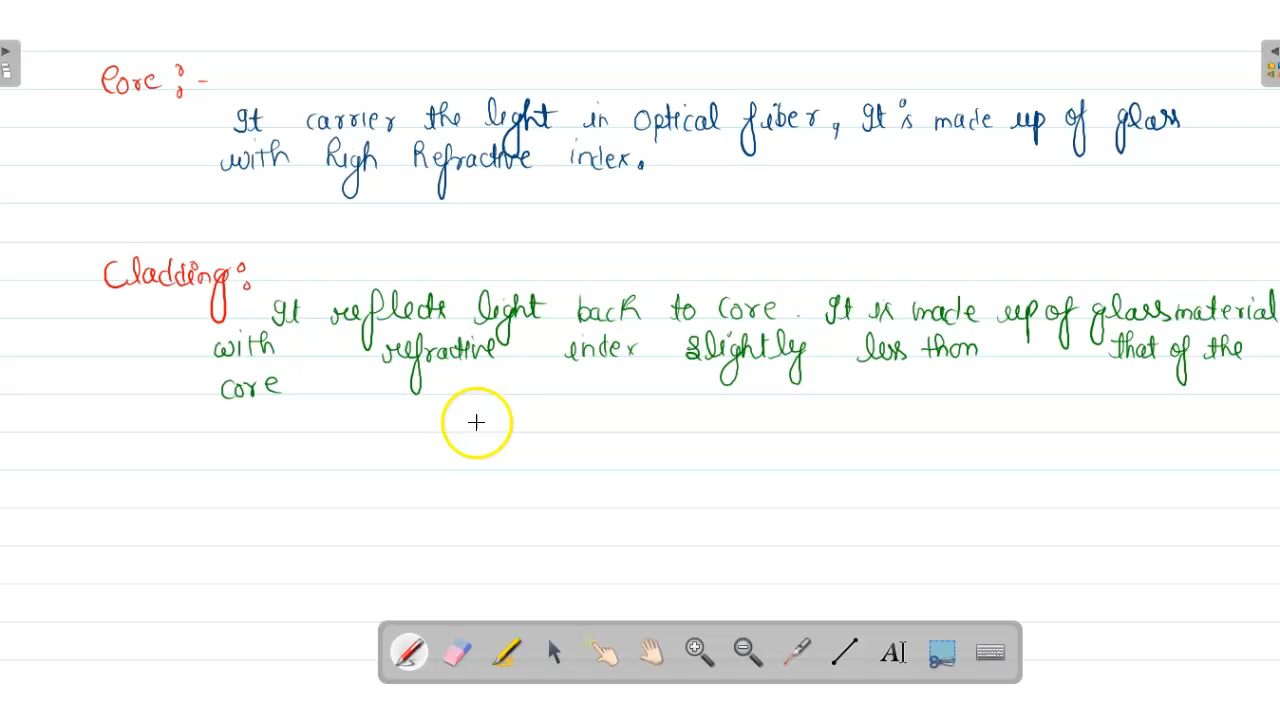 Core :-
It carrier the light in optical fiber, It is made up of glass
with high Refractive index.
Cladding:
It reflects light back to core. It is made up of glass material
with refractive index slightly less than that of the
core
AI